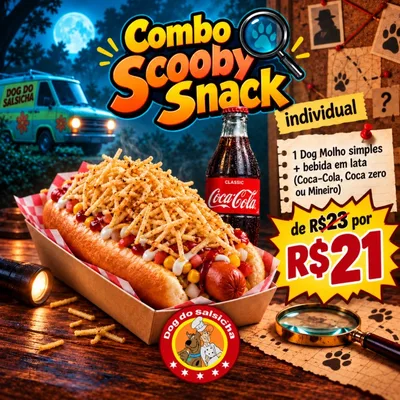 Combo
Scooby
Snack
DOG DO
SALSICHA
individual
1 Dog Molho simples
+ bebida em lata
(Coca-Cola, Coca zero
ou Mineiro)
de R$23 por
R$21
CLASSIC
Coca-Cola
Dog do salsicha
?